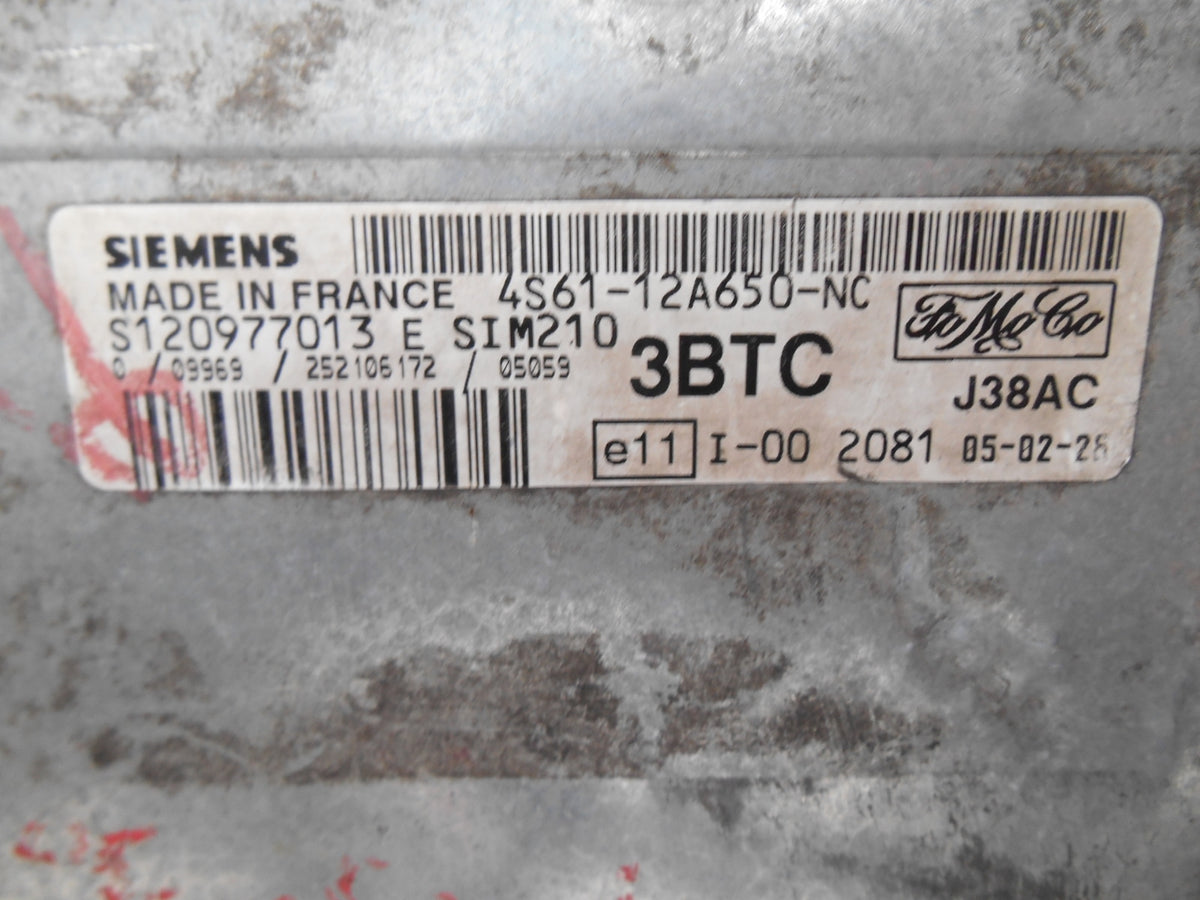 SIEMENS
MADE IN FRANCE 4S61-12A650-NC
S120977013 E SIM210
FoMoCo
0 / 09969 / 252106172 / 05059
3BTC
J38AC
e11 I-00 2081 05-02-28